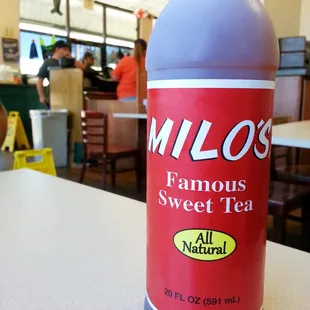 MILO'S
Famous
Sweet Tea
All
Natural
20 FL OZ (591 mL)